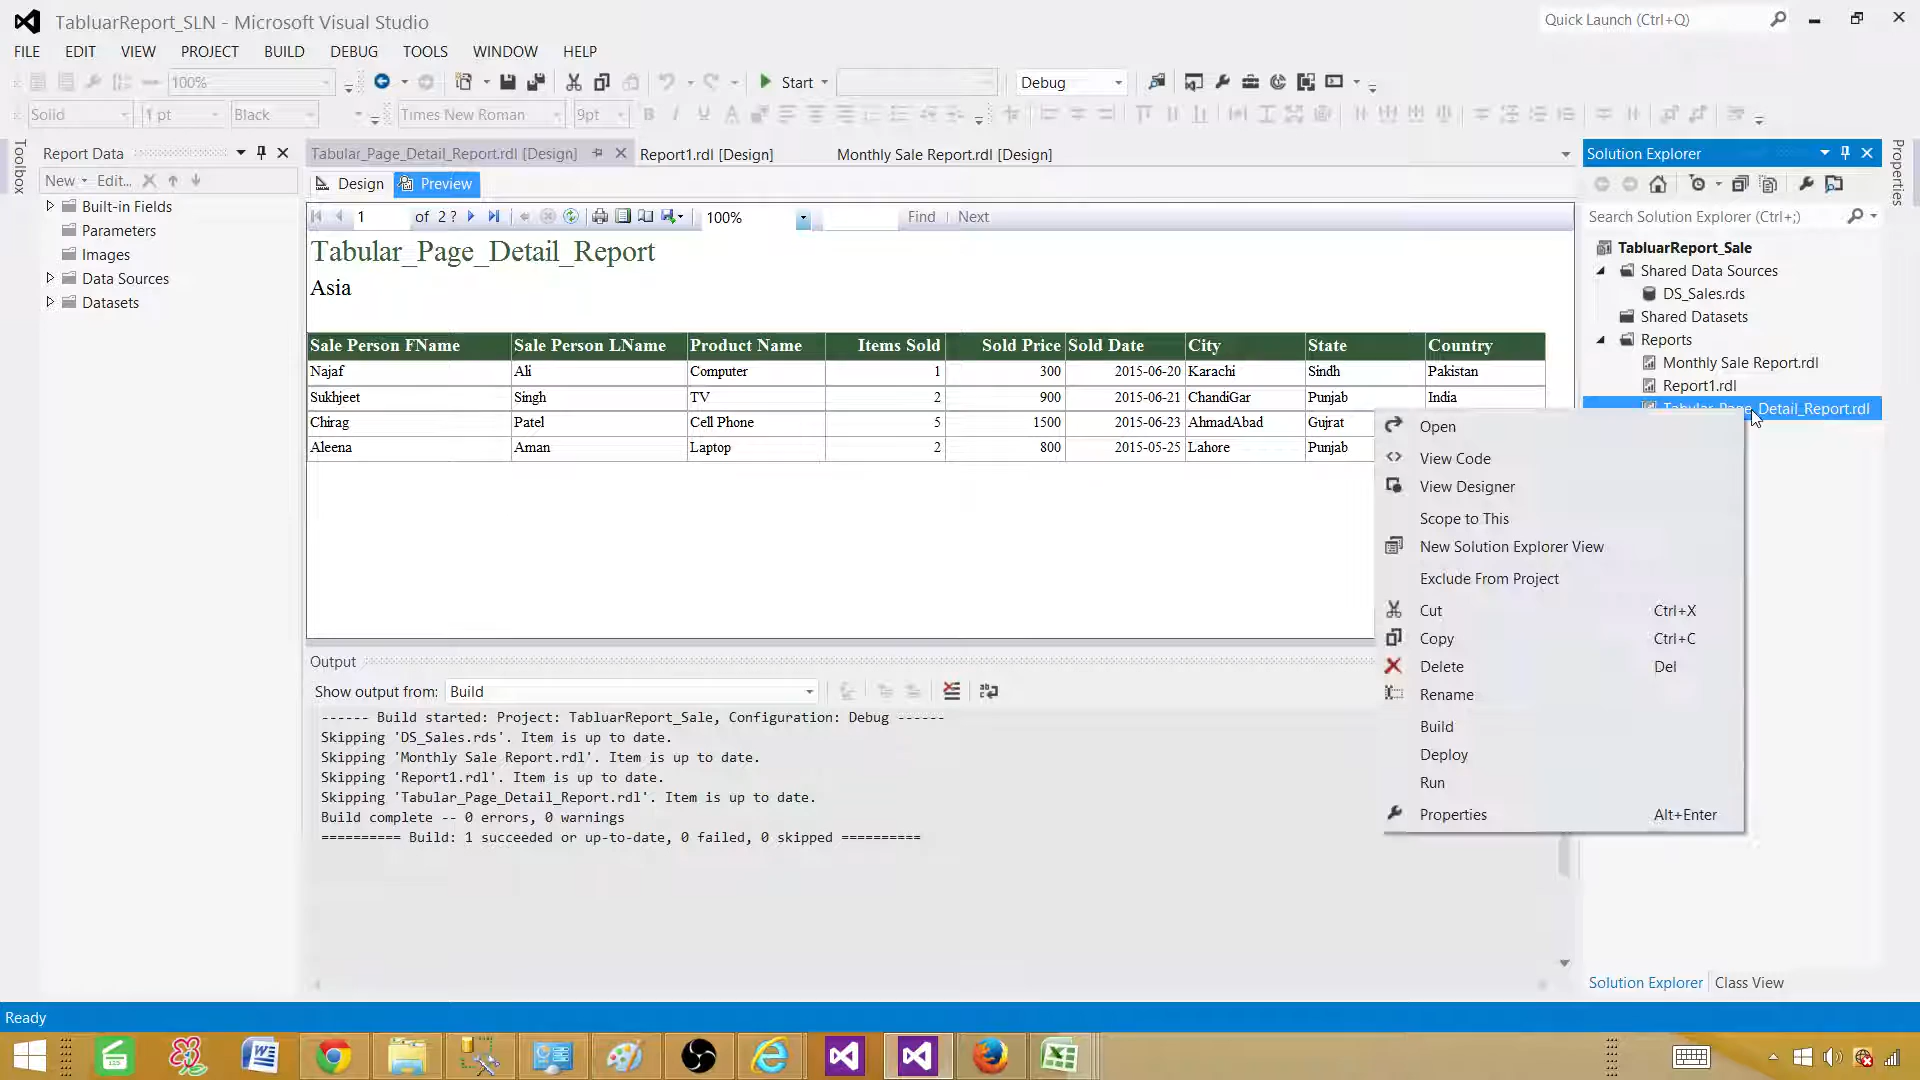 TabluarReport_SLN - Microsoft Visual Studio
Quick Launch (Ctrl+Q)
FILE EDIT VIEW PROJECT BUILD DEBUG TOOLS WINDOW HELP
100% Start Debug
Solid 1 pt Black Times New Roman 9pt B I U A
Toolbox
Report Data
New Edit...
Built-in Fields
Parameters
Images
Data Sources
Datasets
Tabular_Page_Detail_Report.rdl [Design] Report1.rdl [Design] Monthly Sale Report.rdl [Design]
Design Preview
1 of 2 ? 100% Find Next
Tabular_Page_Detail_Report
Asia
Sale Person FName Sale Person LName Product Name Items Sold Sold Price Sold Date City State Country
Najaf Ali Computer 1 300 2015-06-20 Karachi Sindh Pakistan
Sukhjeet Singh TV 2 900 2015-06-21 ChandiGar Punjab India
Chirag Patel Cell Phone 5 1500 2015-06-23 AhmadAbad Gujrat
Aleena Aman Laptop 2 800 2015-05-25 Lahore Punjab
Output
Show output from: Build
------ Build started: Project: TabluarReport_Sale, Configuration: Debug ------
Skipping 'DS_Sales.rds'. Item is up to date.
Skipping 'Monthly Sale Report.rdl'. Item is up to date.
Skipping 'Report1.rdl'. Item is up to date.
Skipping 'Tabular_Page_Detail_Report.rdl'. Item is up to date.
Build complete -- 0 errors, 0 warnings
========== Build: 1 succeeded or up-to-date, 0 failed, 0 skipped ==========
Solution Explorer
Search Solution Explorer (Ctrl+;)
TabluarReport_Sale
Shared Data Sources
DS_Sales.rds
Shared Datasets
Reports
Monthly Sale Report.rdl
Report1.rdl
Tabular_Page_Detail_Report.rdl
Open
View Code
View Designer
Scope to This
New Solution Explorer View
Exclude From Project
Cut Ctrl+X
Copy Ctrl+C
Delete Del
Rename
Build
Deploy
Run
Properties Alt+Enter
Solution Explorer Class View
Properties
Ready